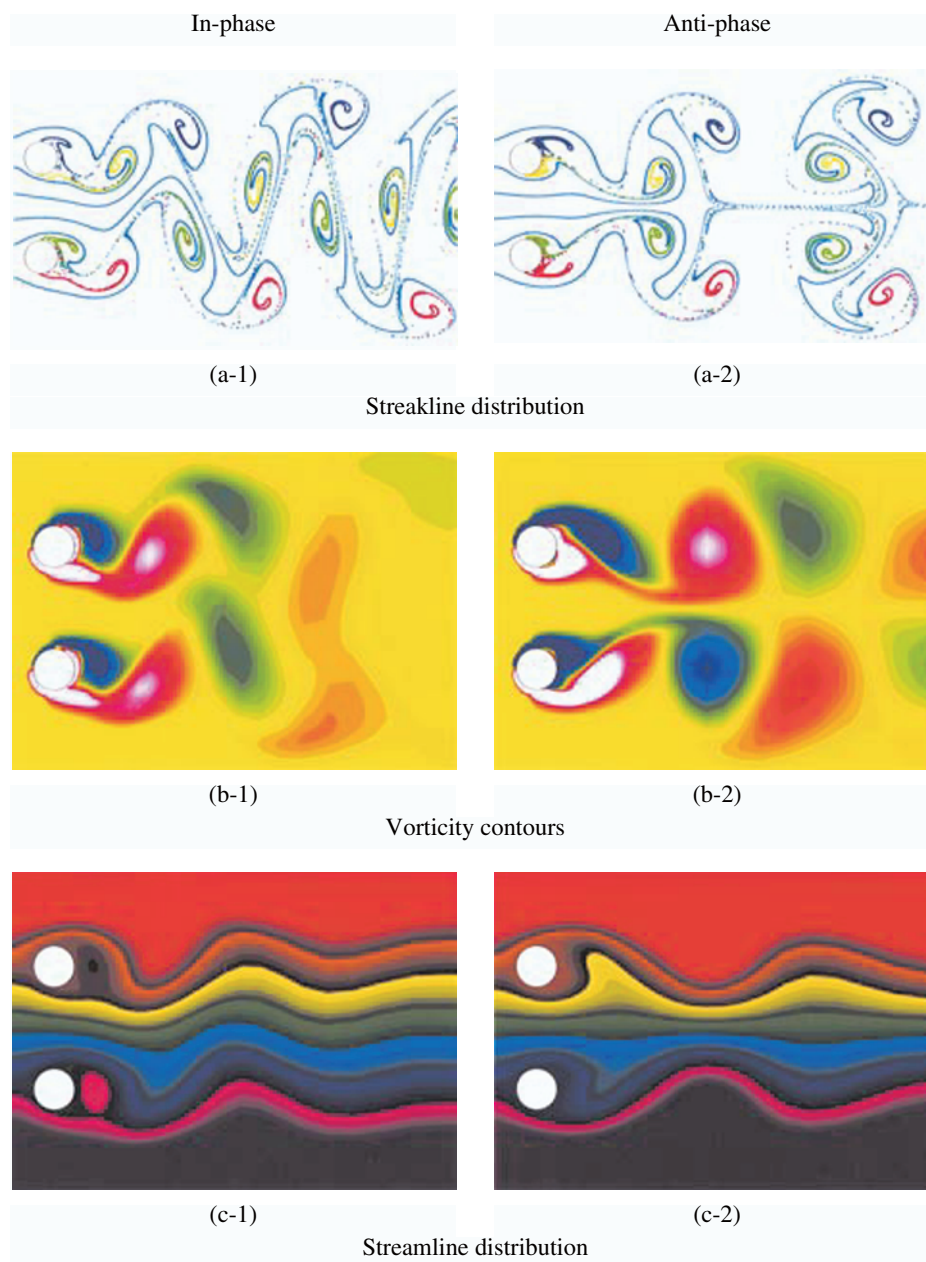 In-phase
Anti-phase
(a-1)
(a-2)
Streakline distribution
(b-1)
(b-2)
Vorticity contours
(c-1)
(c-2)
Streamline distribution